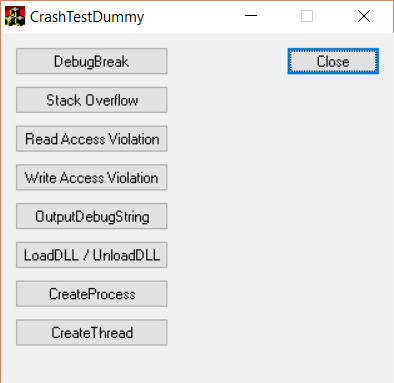 CrashTestDummy
DebugBreak
Close
Stack Overflow
Read Access Violation
Write Access Violation
OutputDebugString
LoadDLL / UnloadDLL
CreateProcess
CreateThread